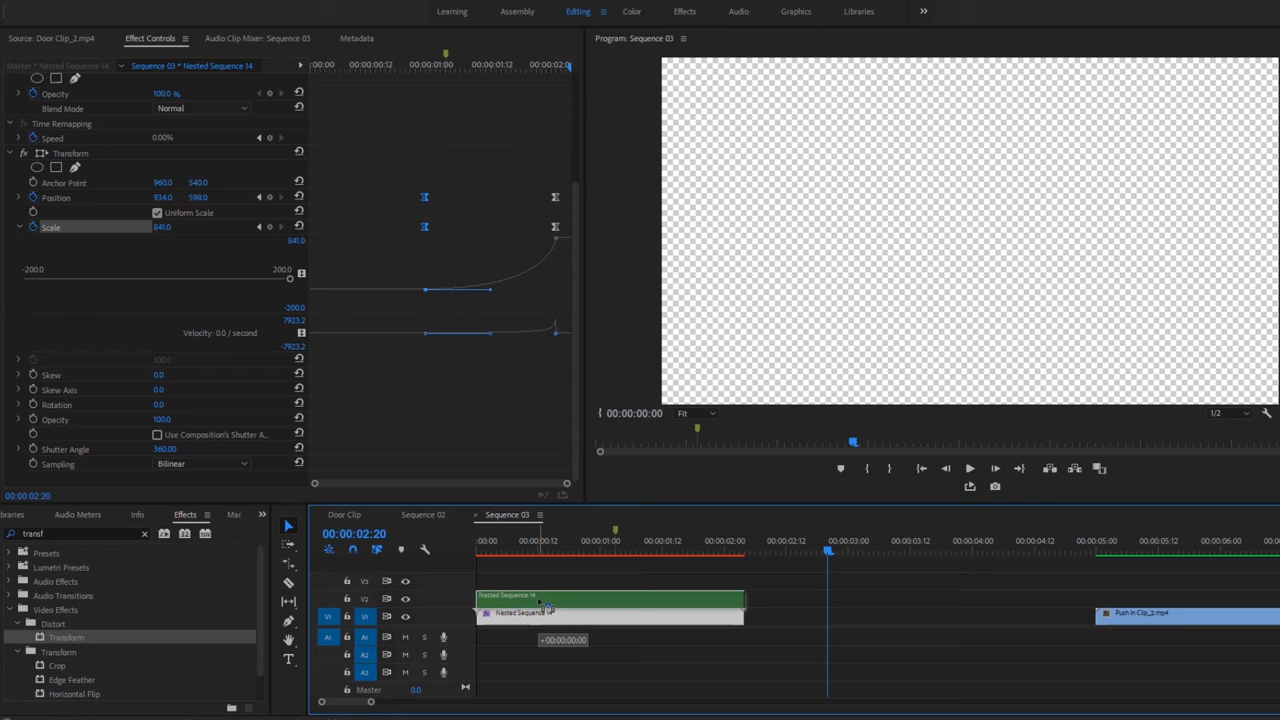 Learning Assembly Editing Color Effects Audio Graphics Libraries
Source: Door Clip_2.mp4 Effect Controls Audio Clip Mixer: Sequence 03 Metadata
Program: Sequence 03
Master * Nested Sequence 14 Sequence 03 * Nested Sequence 14
:00:00 00:00:00:12 00:00:01:00 00:00:01:12 00:00:02:0
Opacity 100.0 %
Blend Mode Normal
Time Remapping
Speed 0.00%
fx Transform
Anchor Point 960.0 540.0
Position 934.0 598.0
Uniform Scale
Scale 841.0
841.0
-200.0 200.0
-200.0
7923.2
Velocity: 0.0 / second
-7923.2
100.0
Skew 0.0
Skew Axis 0.0
Rotation 0.0
Opacity 100.0
Use Composition's Shutter A...
Shutter Angle 360.00
Sampling Bilinear
00:00:02:20
00:00:00:00 Fit 1/2
braries Audio Meters Info Effects Mar
transf
Presets
Lumetri Presets
Audio Effects
Audio Transitions
Video Effects
Distort
Transform
Transform
Crop
Edge Feather
Horizontal Flip
Door Clip Sequence 02 Sequence 03
00:00:02:20
:00:00 00:00:00:12 00:00:01:00 00:00:01:12 00:00:02:00 00:00:02:12 00:00:03:00 00:00:03:12 00:00:04:00 00:00:04:12 00:00:05:00 00:00:05:12 00:00:06:00
V3
V2
V1 V1
A1 A1 M S
A2 M S
A3 M S
Master 0.0
Nested Sequence 14
Nested Sequence 14
Push In Clip_2.mp4
+00:00:00:00